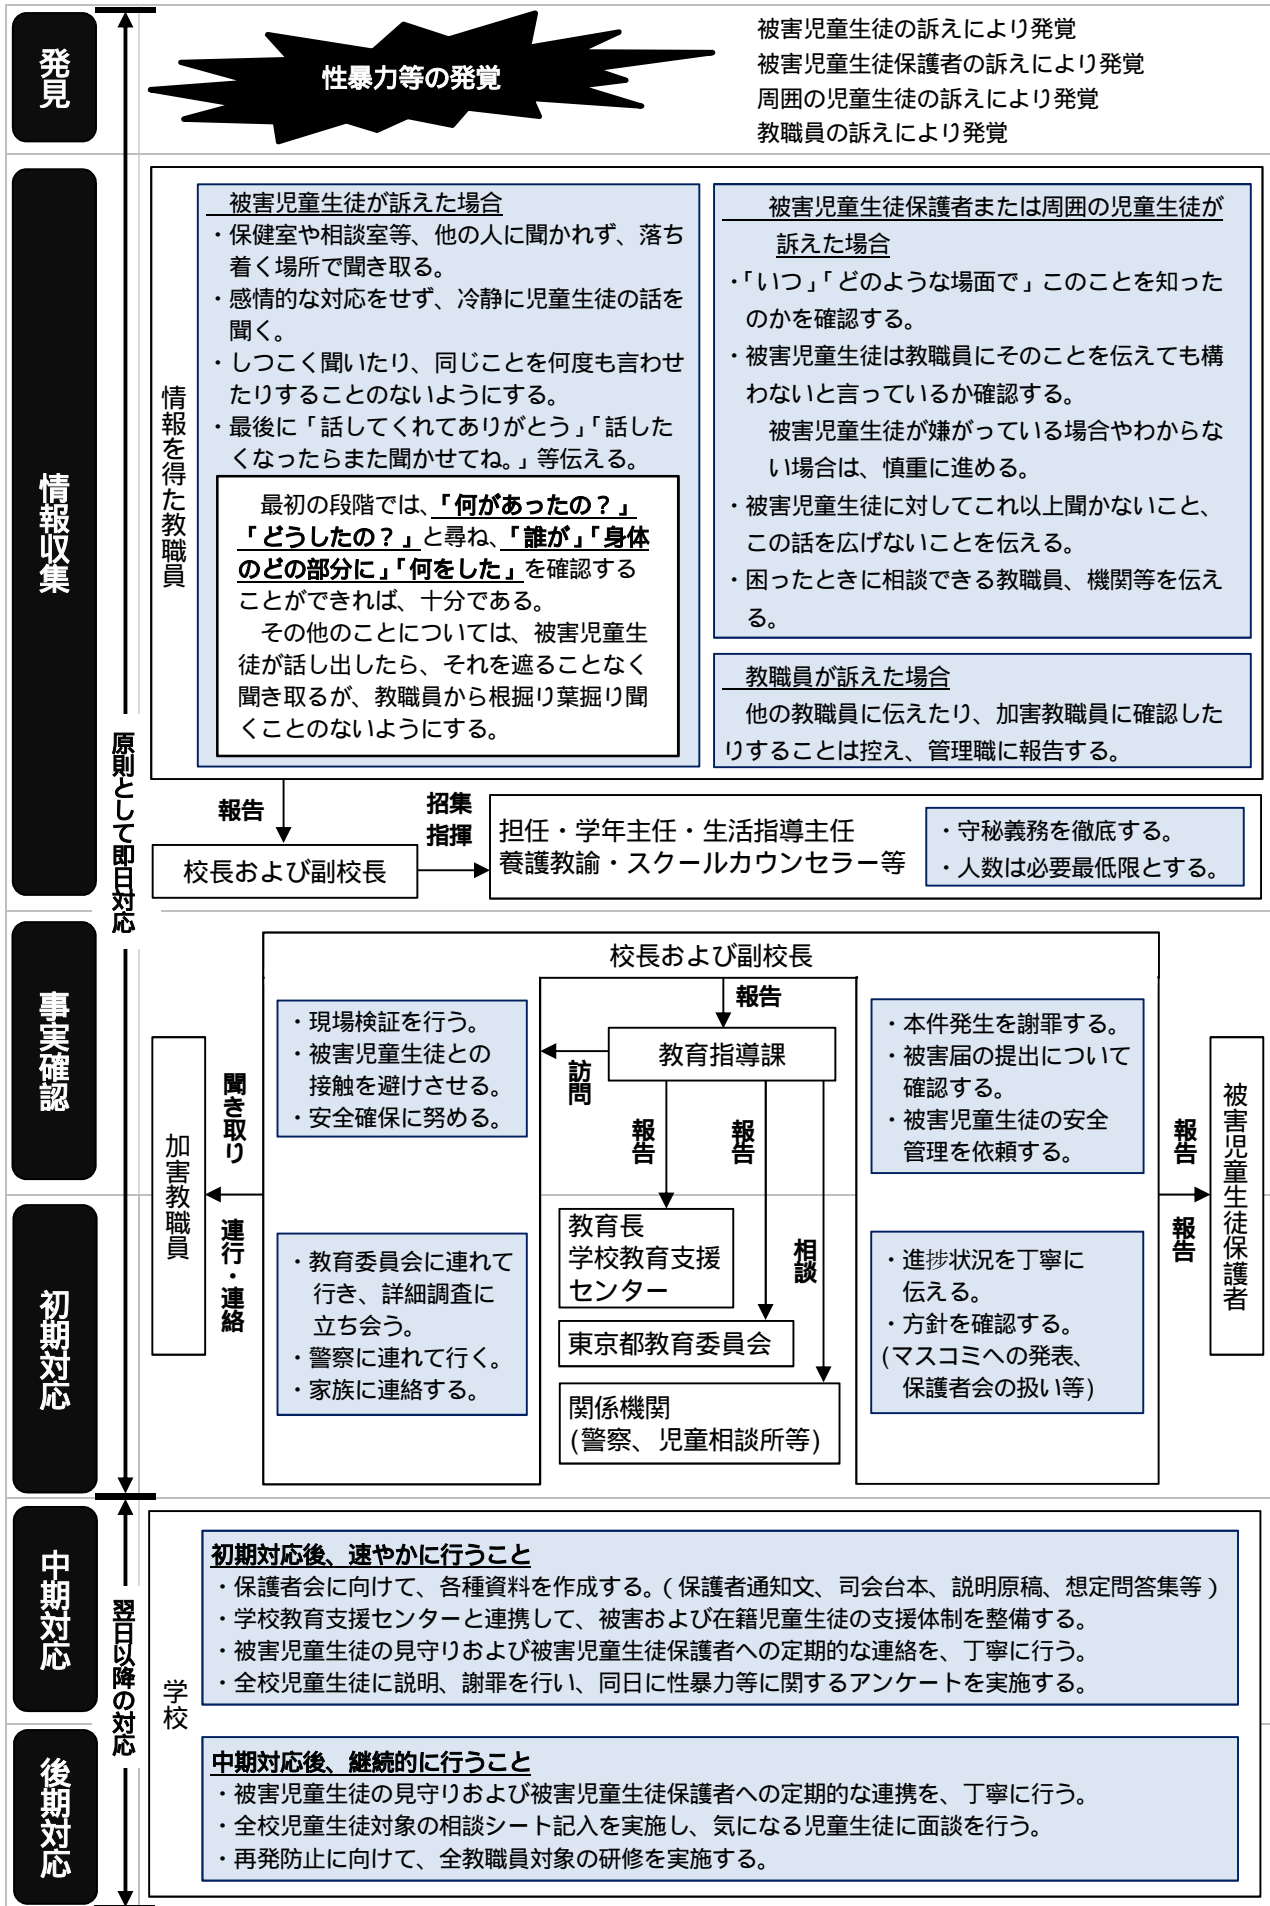 発見
性暴力等の発覚
被害児童生徒の訴えにより発覚
被害児童生徒保護者の訴えにより発覚
周囲の児童生徒の訴えにより発覚
教職員の訴えにより発覚
原則として即日対応
情報収集
情報を得た教職員
被害児童生徒が訴えた場合
・保健室や相談室等、他の人に聞かれず、落ち
着く場所で聞き取る。
・感情的な対応をせず、冷静に児童生徒の話を
聞く。
・しつこく聞いたり、同じことを何度も言わせ
たりすることのないようにする。
・最後に「話してくれてありがとう」「話した
くなったらまた聞かせてね。」等伝える。
最初の段階では、「何があったの？」
「どうしたの？」と尋ね、「誰が」「身体
のどの部分に」「何をした」を確認する
ことができれば、十分である。
その他のことについては、被害児童生
徒が話し出したら、それを遮ることなく
聞き取るが、教職員から根掘り葉掘り聞
くことのないようにする。
被害児童生徒保護者または周囲の児童生徒が
訴えた場合
・「いつ」「どのような場面で」このことを知った
のかを確認する。
・被害児童生徒は教職員にそのことを伝えても構
わないと言っているか確認する。
被害児童生徒が嫌がっている場合やわからな
い場合は、慎重に進める。
・被害児童生徒に対してこれ以上聞かないこと、
この話を広げないことを伝える。
・困ったときに相談できる教職員、機関等を伝え
る。
教職員が訴えた場合
他の教職員に伝えたり、加害教職員に確認した
りすることは控え、管理職に報告する。
報告
校長および副校長
招集
指揮
担任・学年主任・生活指導主任
養護教諭・スクールカウンセラー等
・守秘義務を徹底する。
・人数は必要最低限とする。
事実確認
初期対応
校長および副校長
加害教職員
聞き取り
連行・連絡
・現場検証を行う。
・被害児童生徒との
接触を避けさせる。
・安全確保に努める。
・教育委員会に連れて
行き、詳細調査に
立ち会う。
・警察に連れて行く。
・家族に連絡する。
報告
教育指導課
訪問
報告
報告
相談
教育長
学校教育支援
センター
東京都教育委員会
関係機関
(警察、児童相談所等)
・本件発生を謝罪する。
・被害届の提出について
確認する。
・被害児童生徒の安全
管理を依頼する。
・進捗状況を丁寧に
伝える。
・方針を確認する。
(マスコミへの発表、
保護者会の扱い等)
報告
報告
被害児童生徒保護者
中期対応
後期対応
翌日以降の対応
学校
初期対応後、速やかに行うこと
・保護者会に向けて、各種資料を作成する。(保護者通知文、司会台本、説明原稿、想定問答集等)
・学校教育支援センターと連携して、被害および在籍児童生徒の支援体制を整備する。
・被害児童生徒の見守りおよび被害児童生徒保護者への定期的な連絡を、丁寧に行う。
・全校児童生徒に説明、謝罪を行い、同日に性暴力等に関するアンケートを実施する。
中期対応後、継続的に行うこと
・被害児童生徒の見守りおよび被害児童生徒保護者への定期的な連携を、丁寧に行う。
・全校児童生徒対象の相談シート記入を実施し、気になる児童生徒に面談を行う。
・再発防止に向けて、全教職員対象の研修を実施する。